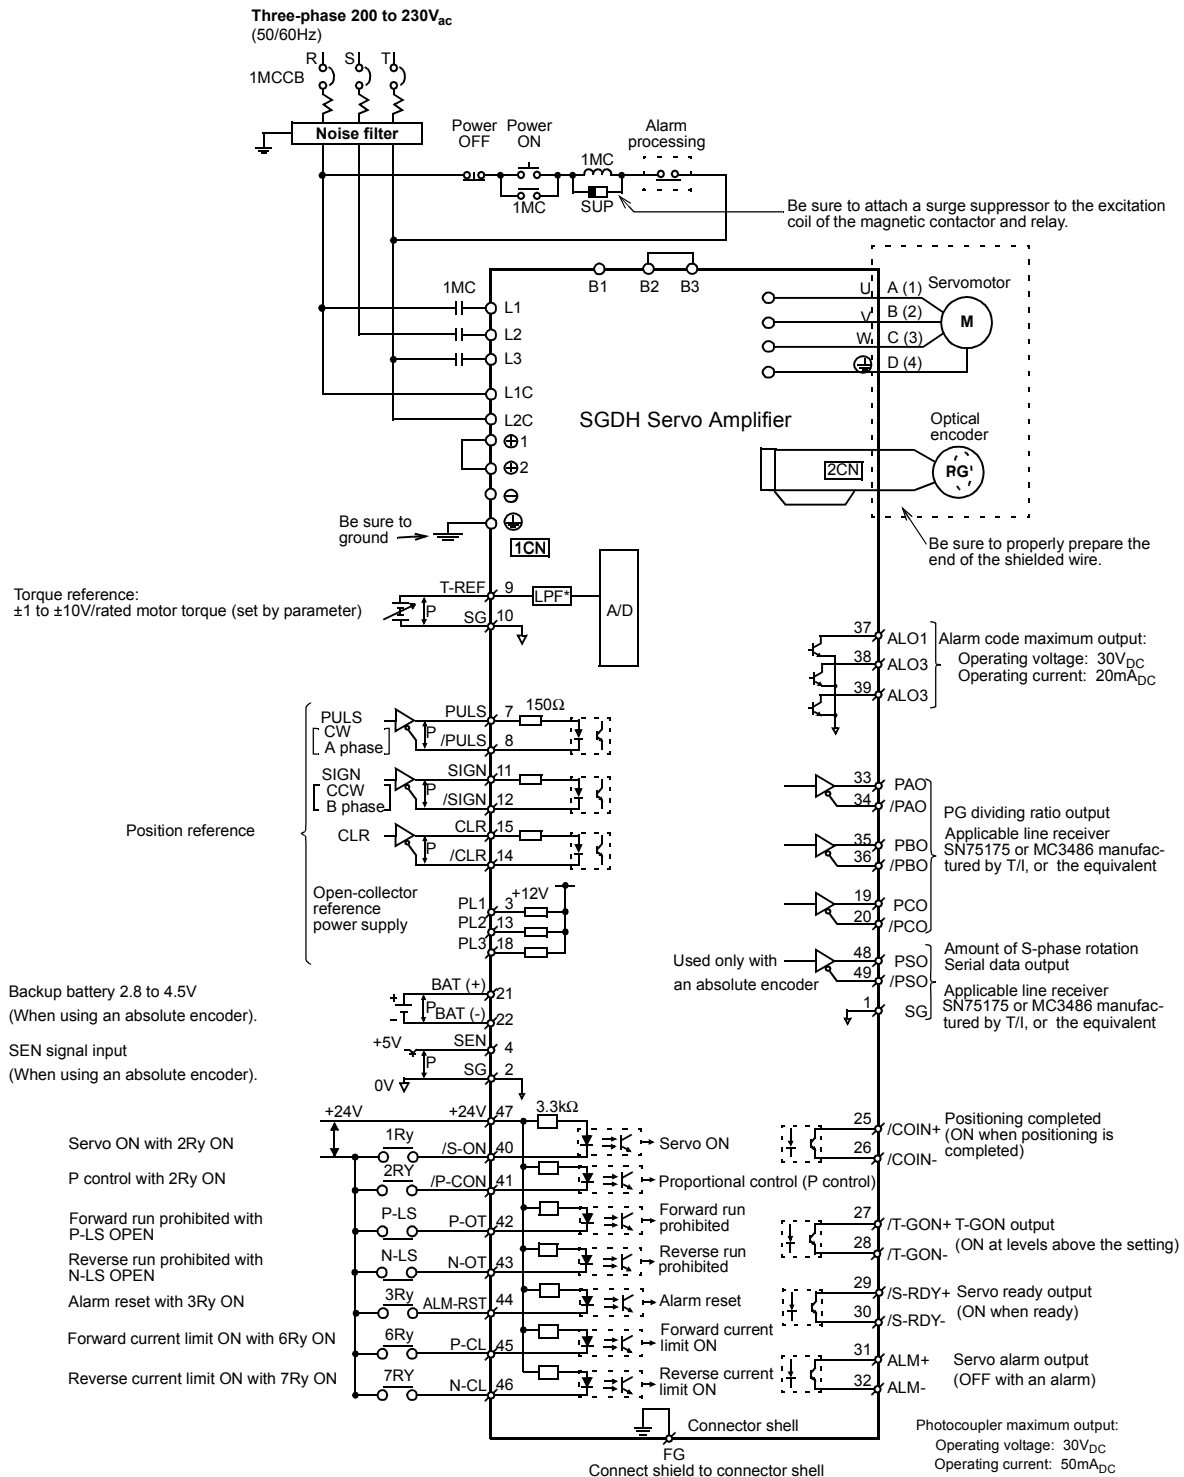 Three-phase 200 to 230Vac
(50/60Hz)
R S T
1MCCB
Noise filter
Power OFF
Power ON
Alarm processing
1MC
1MC
SUP
Be sure to attach a surge suppressor to the excitation
coil of the magnetic contactor and relay.
B1 B2 B3
1MC
L1
L2
L3
L1C
L2C
⊕1
⊕2
⊖
U A (1) Servomotor
V B (2)
W C (3)
D (4)
M
SGDH Servo Amplifier
Optical
encoder
2CN
PG
Be sure to
ground
1CN
Be sure to properly prepare the
end of the shielded wire.
Torque reference:
±1 to ±10V/rated motor torque (set by parameter)
T-REF 9 LPF*
P
SG 10
A/D
37 ALO1
38 ALO3
39 ALO3
Alarm code maximum output:
Operating voltage: 30VDC
Operating current: 20mADC
Position reference
PULS
CW
A phase
P
PULS 7 150Ω
/PULS 8
SIGN
CCW
B phase
P
SIGN 11
/SIGN 12
CLR
P
CLR 15
/CLR 14
Open-collector
reference
power supply
+12V
PL1 3
PL2 13
PL3 18
33 PAO
34 /PAO
35 PBO
36 /PBO
19 PCO
20 /PCO
PG dividing ratio output
Applicable line receiver
SN75175 or MC3486 manufac-
tured by T/I, or the equivalent
Used only with
an absolute encoder
48 PSO
49 /PSO
1 SG
Amount of S-phase rotation
Serial data output
Applicable line receiver
SN75175 or MC3486 manufac-
tured by T/I, or the equivalent
Backup battery 2.8 to 4.5V
(When using an absolute encoder).
+
-
P
BAT (+) 21
BAT (-) 22
SEN signal input
(When using an absolute encoder).
+5V
P
0V
SEN 4
SG 2
+24V
+24V 47 3.3kΩ
Servo ON with 2Ry ON
1Ry
/S-ON 40
Servo ON
P control with 2Ry ON
2RY
/P-CON 41
Proportional control (P control)
Forward run prohibited with
P-LS OPEN
P-LS
P-OT 42
Forward run
prohibited
Reverse run prohibited with
N-LS OPEN
N-LS
N-OT 43
Reverse run
prohibited
Alarm reset with 3Ry ON
3Ry
ALM-RST 44
Alarm reset
Forward current limit ON with 6Ry ON
6Ry
P-CL 45
Forward current
limit ON
Reverse current limit ON with 7Ry ON
7RY
N-CL 46
Reverse current
limit ON
25 /COIN+
26 /COIN-
Positioning completed
(ON when positioning is
completed)
27 /T-GON+ T-GON output
28 /T-GON- (ON at levels above the setting)
29 /S-RDY+ Servo ready output
30 /S-RDY- (ON when ready)
31 ALM+ Servo alarm output
32 ALM- (OFF with an alarm)
Connector shell
FG
Connect shield to connector shell
Photocoupler maximum output:
Operating voltage: 30VDC
Operating current: 50mADC